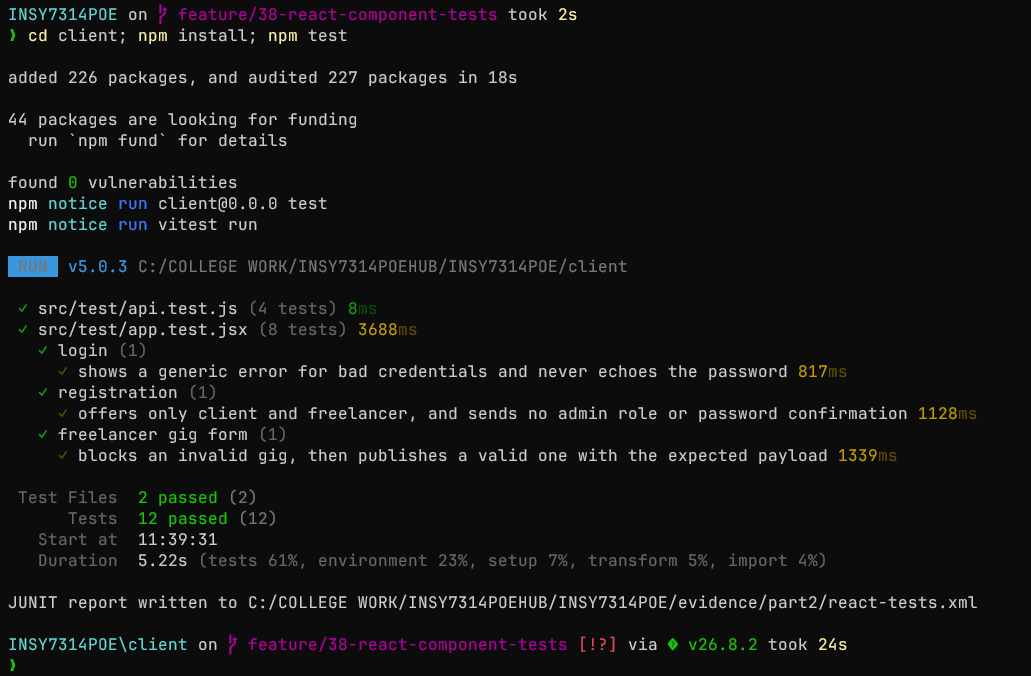 INSY7314POE on feature/38-react-component-tests took 2s
❯ cd client; npm install; npm test
added 226 packages, and audited 227 packages in 18s
44 packages are looking for funding
run `npm fund` for details
found 0 vulnerabilities
npm notice run client@0.0.0 test
npm notice run vitest run
RUN v5.0.3 C:/COLLEGE WORK/INSY7314POEHUB/INSY7314POE/client
✓ src/test/api.test.js (4 tests) 8ms
✓ src/test/app.test.jsx (8 tests) 3688ms
✓ login (1)
✓ shows a generic error for bad credentials and never echoes the password 817ms
✓ registration (1)
✓ offers only client and freelancer, and sends no admin role or password confirmation 1128ms
✓ freelancer gig form (1)
✓ blocks an invalid gig, then publishes a valid one with the expected payload 1339ms
Test Files 2 passed (2)
Tests 12 passed (12)
Start at 11:39:31
Duration 5.22s (tests 61%, environment 23%, setup 7%, transform 5%, import 4%)
JUNIT report written to C:/COLLEGE WORK/INSY7314POEHUB/INSY7314POE/evidence/part2/react-tests.xml
INSY7314POE\client on feature/38-react-component-tests [!?] via v26.8.2 took 24s
❯